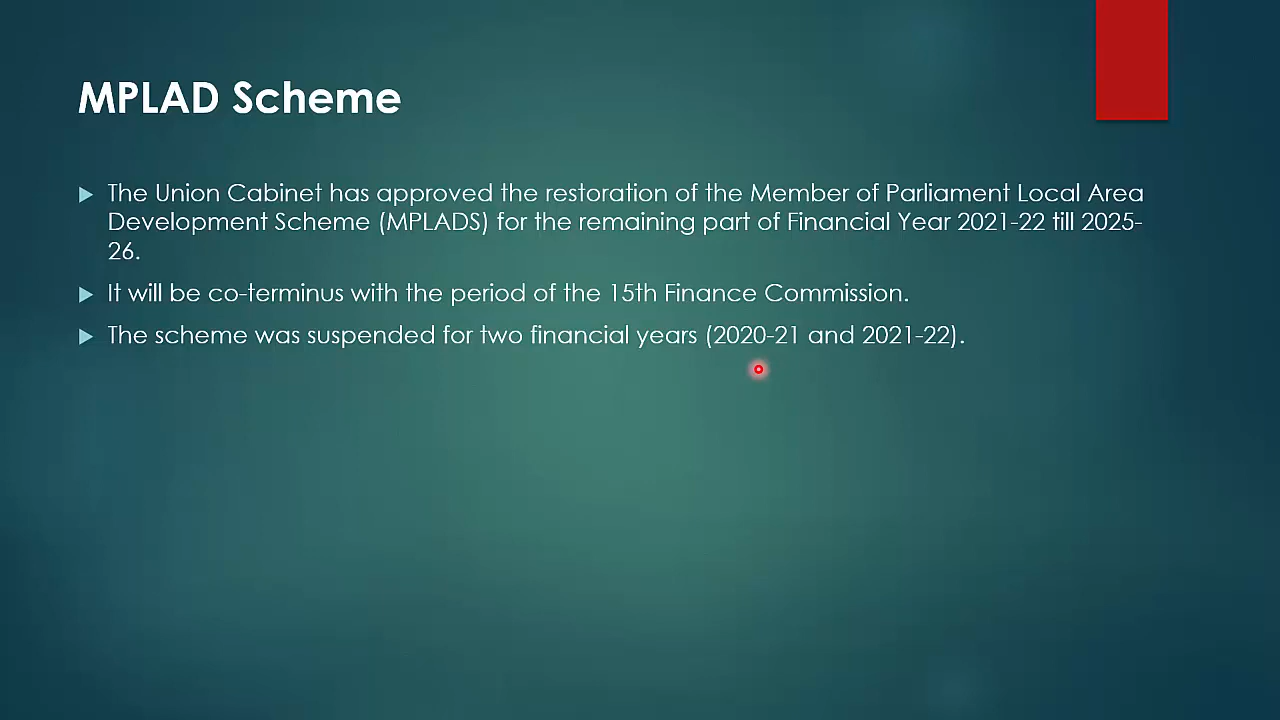 MPLAD Scheme
The Union Cabinet has approved the restoration of the Member of Parliament Local Area
Development Scheme (MPLADS) for the remaining part of Financial Year 2021-22 till 2025-
26.
It will be co-terminus with the period of the 15th Finance Commission.
The scheme was suspended for two financial years (2020-21 and 2021-22).